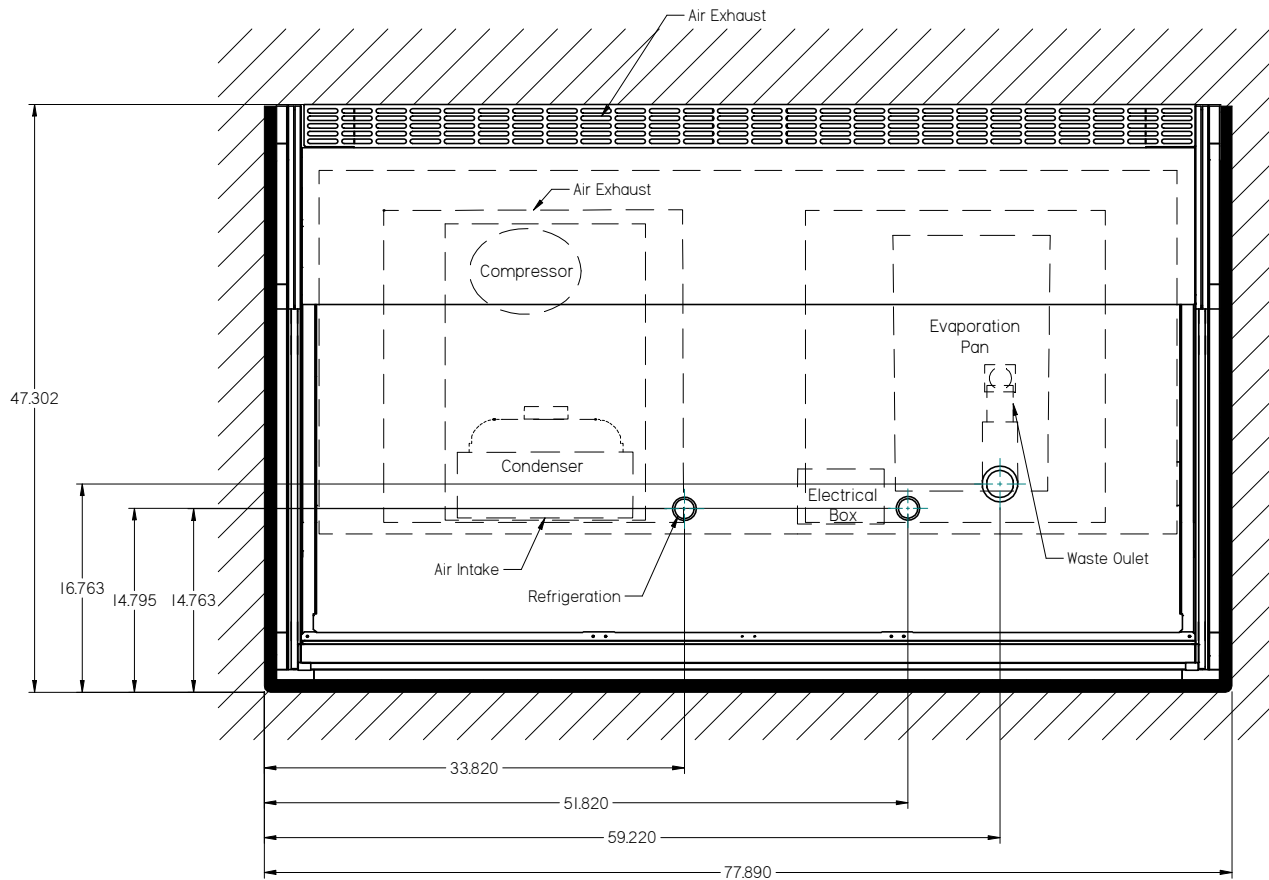 Air Exhaust
Air Exhaust
Compressor
Evaporation
Pan
47.302
Condenser
Electrical
Box
Air Intake
Waste Oulet
16.763
14.795
14.763
Refrigeration
33.820
51.820
59.220
77.890